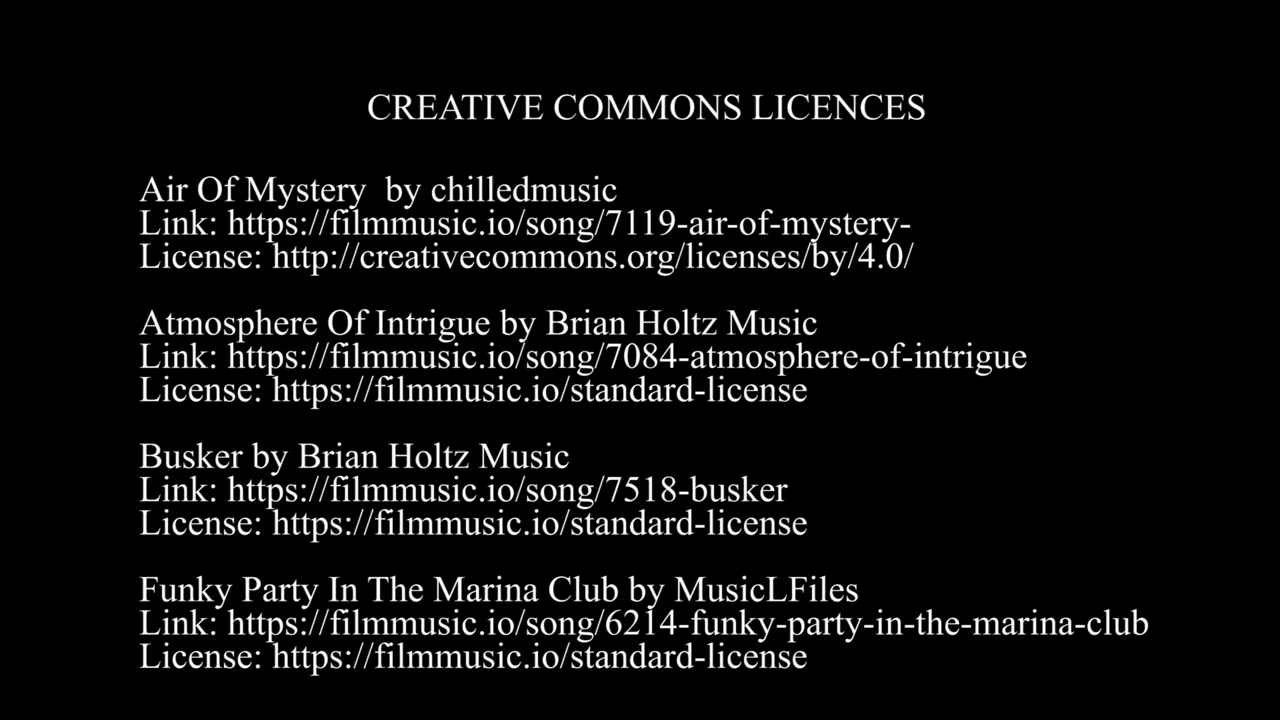 CREATIVE COMMONS LICENCES
Air Of Mystery  by chilledmusic
Link: https://filmmusic.io/song/7119-air-of-mystery-
License: http://creativecommons.org/licenses/by/4.0/
Atmosphere Of Intrigue by Brian Holtz Music
Link: https://filmmusic.io/song/7084-atmosphere-of-intrigue
License: https://filmmusic.io/standard-license
Busker by Brian Holtz Music
Link: https://filmmusic.io/song/7518-busker
License: https://filmmusic.io/standard-license
Funky Party In The Marina Club by MusicLFiles
Link: https://filmmusic.io/song/6214-funky-party-in-the-marina-club
License: https://filmmusic.io/standard-license